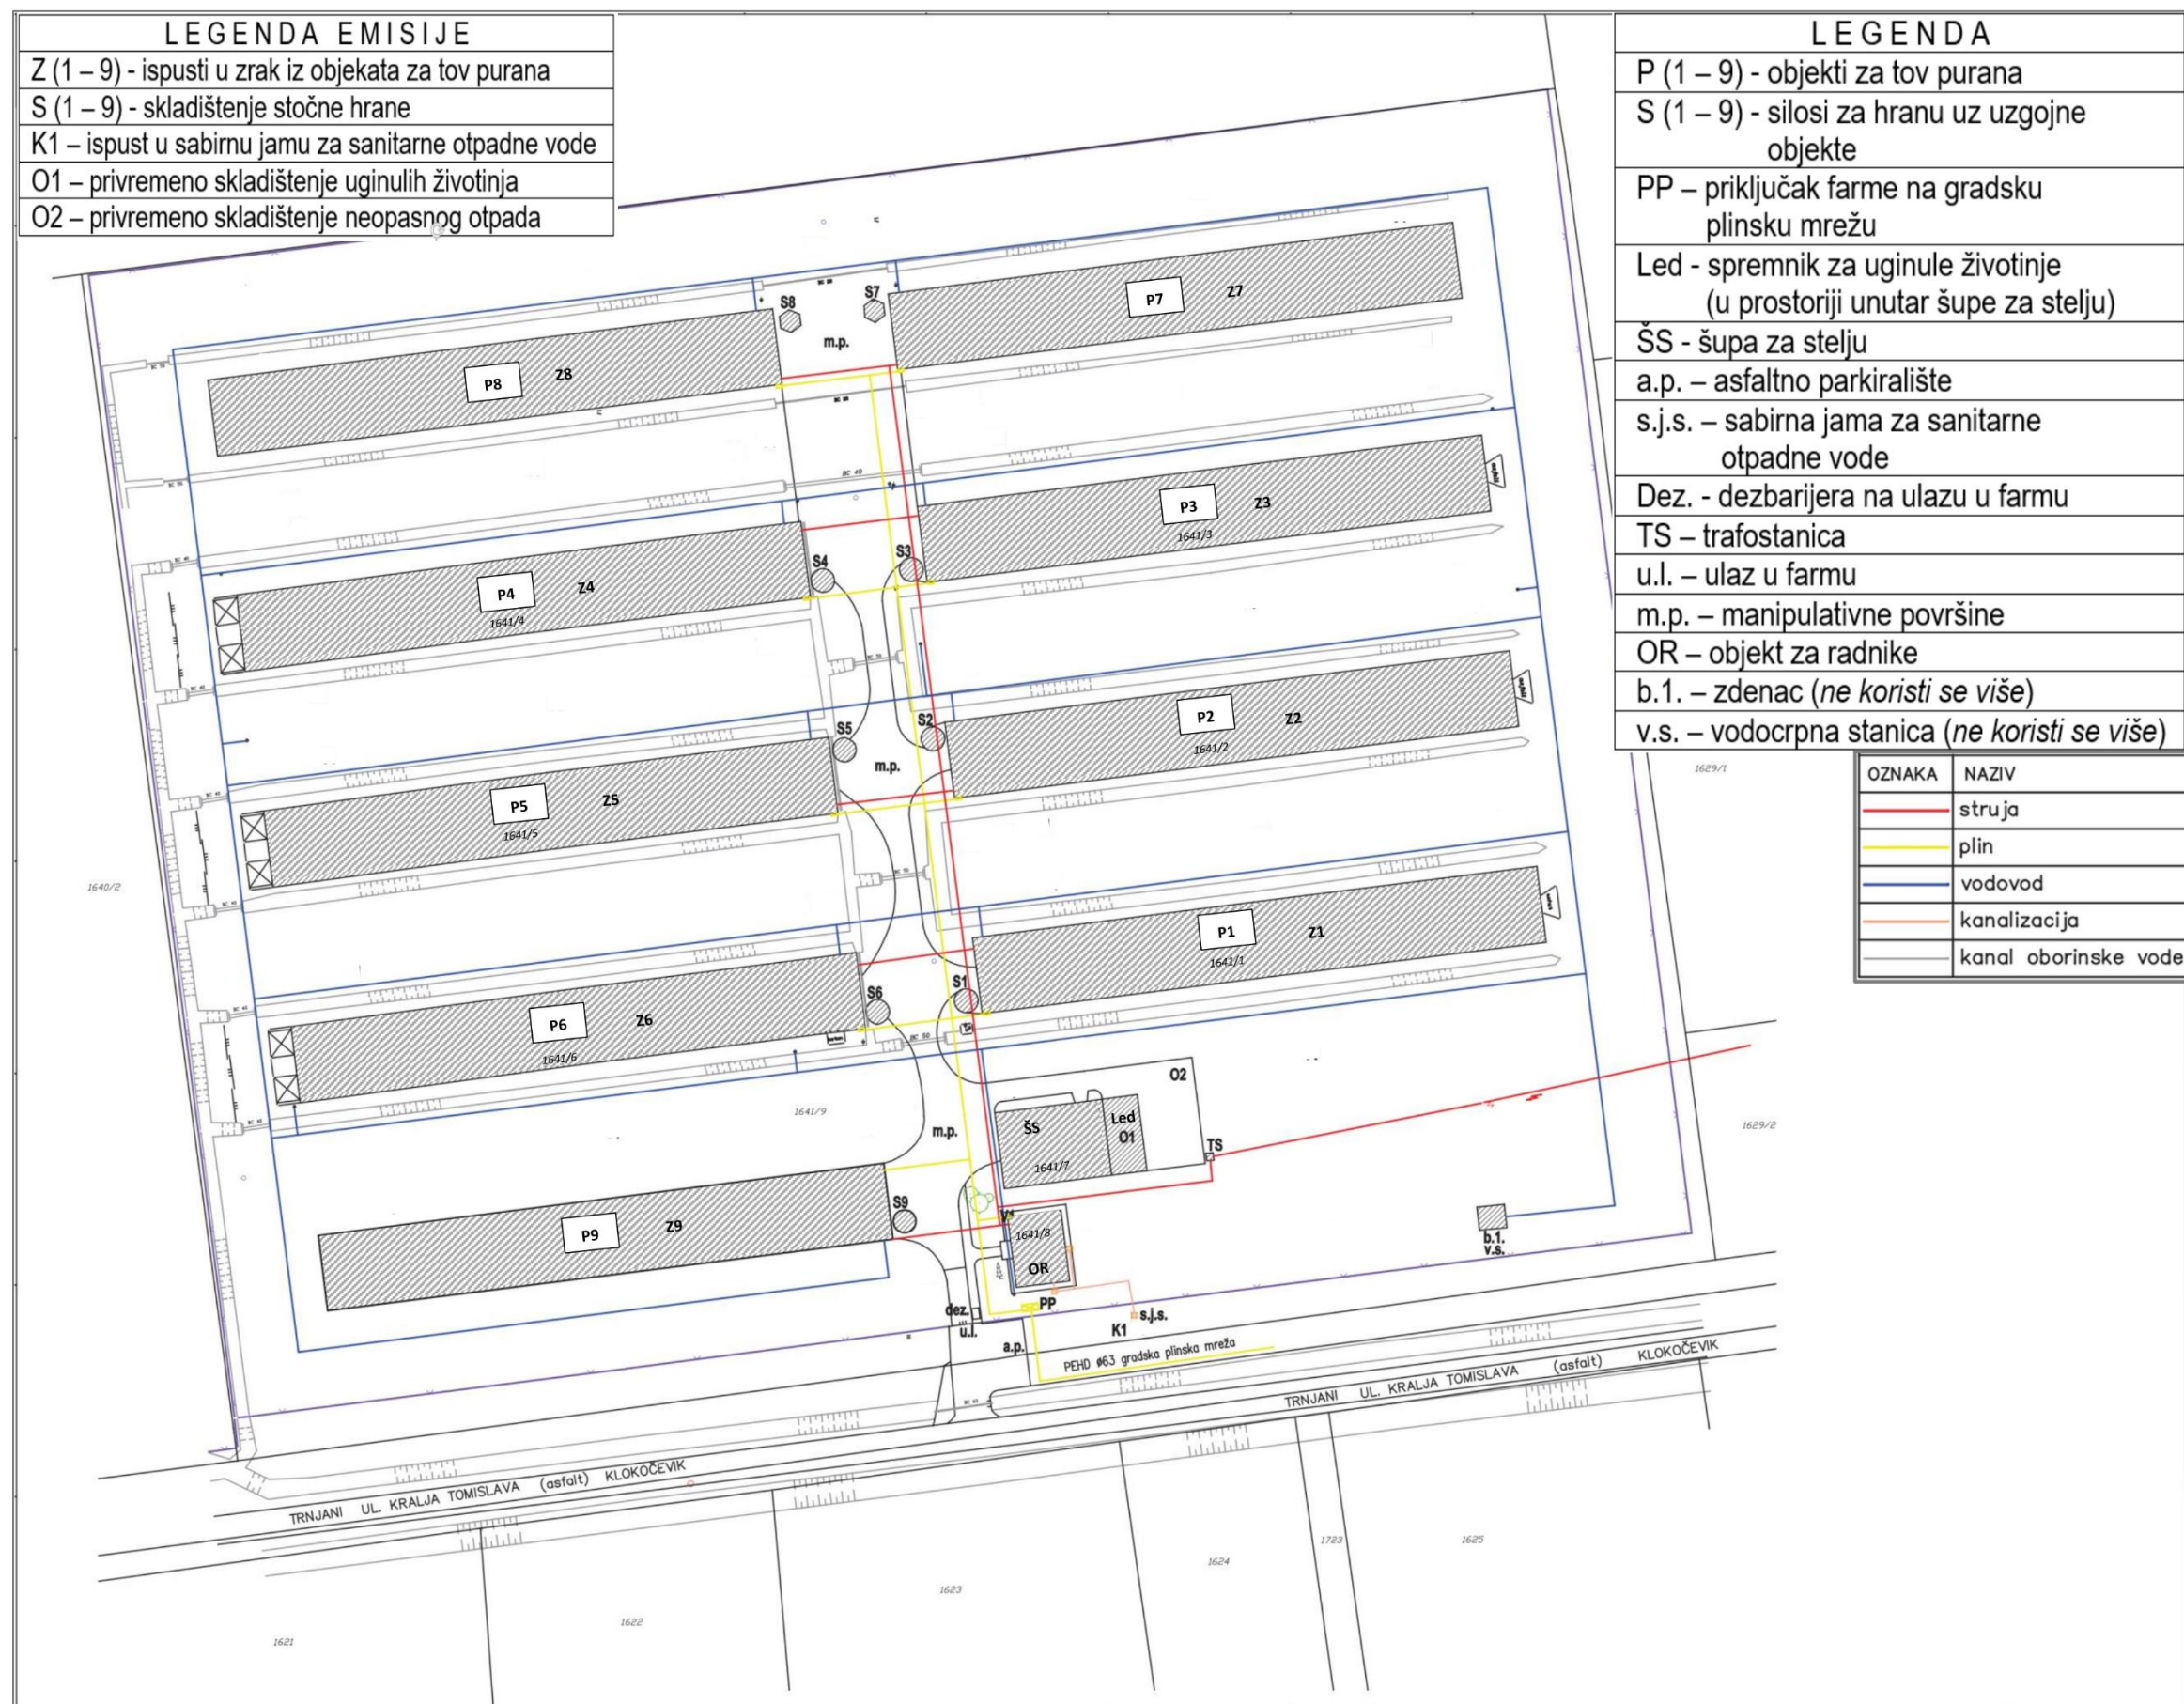 LEGENDA EMISIJE
Z (1 – 9) - ispusti u zrak iz objekata za tov purana
S (1 – 9) - skladištenje stočne hrane
K1 – ispust u sabirnu jamu za sanitarne otpadne vode
O1 – privremeno skladištenje uginulih životinja
O2 – privremeno skladištenje neopasnog otpada
LEGENDA
P (1 – 9) - objekti za tov purana
S (1 – 9) - silosi za hranu uz uzgojne
objekte
PP – priključak farme na gradsku
plinsku mrežu
Led - spremnik za uginule životinje
(u prostoriji unutar šupe za stelju)
ŠS - šupa za stelju
a.p. – asfaltno parkiralište
s.j.s. – sabirna jama za sanitarne
otpadne vode
Dez. - dezbarijera na ulazu u farmu
TS – trafostanica
u.l. – ulaz u farmu
m.p. – manipulativne površine
OR – objekt za radnike
b.1. – zdenac (ne koristi se više)
v.s. – vodocrpna stanica (ne koristi se više)
OZNAKA NAZIV
struja
plin
vodovod
kanalizacija
kanal oborinske vode
P7 Z7
S8 S7
m.p.
P8 Z8
P3 Z3
1641/3
BC 40
S4 S3
P4 Z4
1641/4
P2 Z2
1641/2
S5 S2
m.p.
P5 Z5
1641/5
P1 Z1
1641/1
S6 S1
P6 Z6
1641/6
BC 50
1640/2
1629/1
1629/2
1641/9
m.p.
O2
ŠS
Led
O1
1641/7
TS
P9 Z9
S9
1641/8
OR
b.1.
v.s.
dez.
u.l.
PP
s.j.s.
K1
a.p.
PEHD ø63 gradska plinska mreža
TRNJANI UL. KRALJA TOMISLAVA (asfalt) KLOKOČEVIK
TRNJANI UL. KRALJA TOMISLAVA (asfalt) KLOKOČEVIK
1621
1622
1623
1624
1723
1625